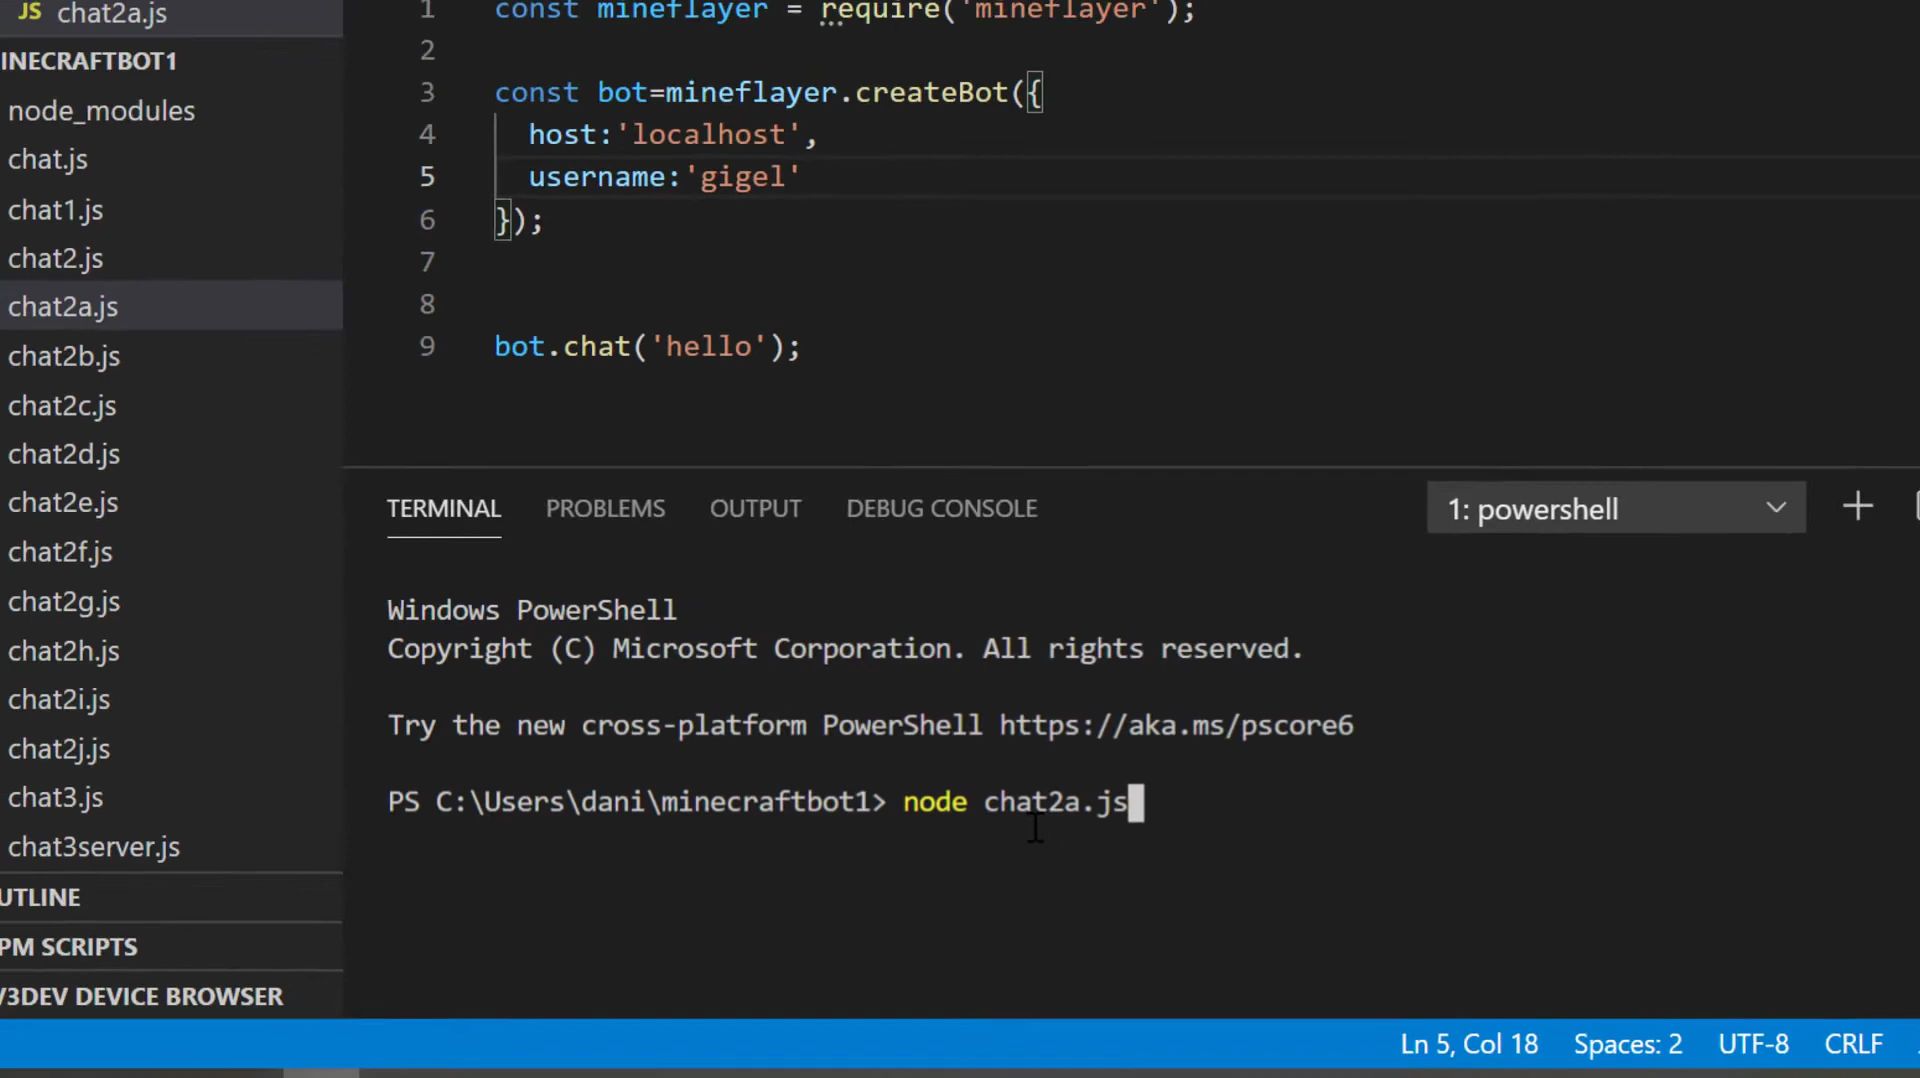 JS chat2a.js
INECRAFTBOT1
node_modules
chat.js
chat1.js
chat2.js
chat2a.js
chat2b.js
chat2c.js
chat2d.js
chat2e.js
chat2f.js
chat2g.js
chat2h.js
chat2i.js
chat2j.js
chat3.js
chat3server.js
UTLINE
PM SCRIPTS
V3DEV DEVICE BROWSER
1 const mineflayer = require('mineflayer');
2
3 const bot=mineflayer.createBot({
4 host:'localhost',
5 username:'gigel'
6 });
7
8
9 bot.chat('hello');
TERMINAL PROBLEMS OUTPUT DEBUG CONSOLE 1: powershell
Windows PowerShell
Copyright (C) Microsoft Corporation. All rights reserved.
Try the new cross-platform PowerShell https://aka.ms/pscore6
PS C:\Users\dani\minecraftbot1> node chat2a.js
Ln 5, Col 18 Spaces: 2 UTF-8 CRLF